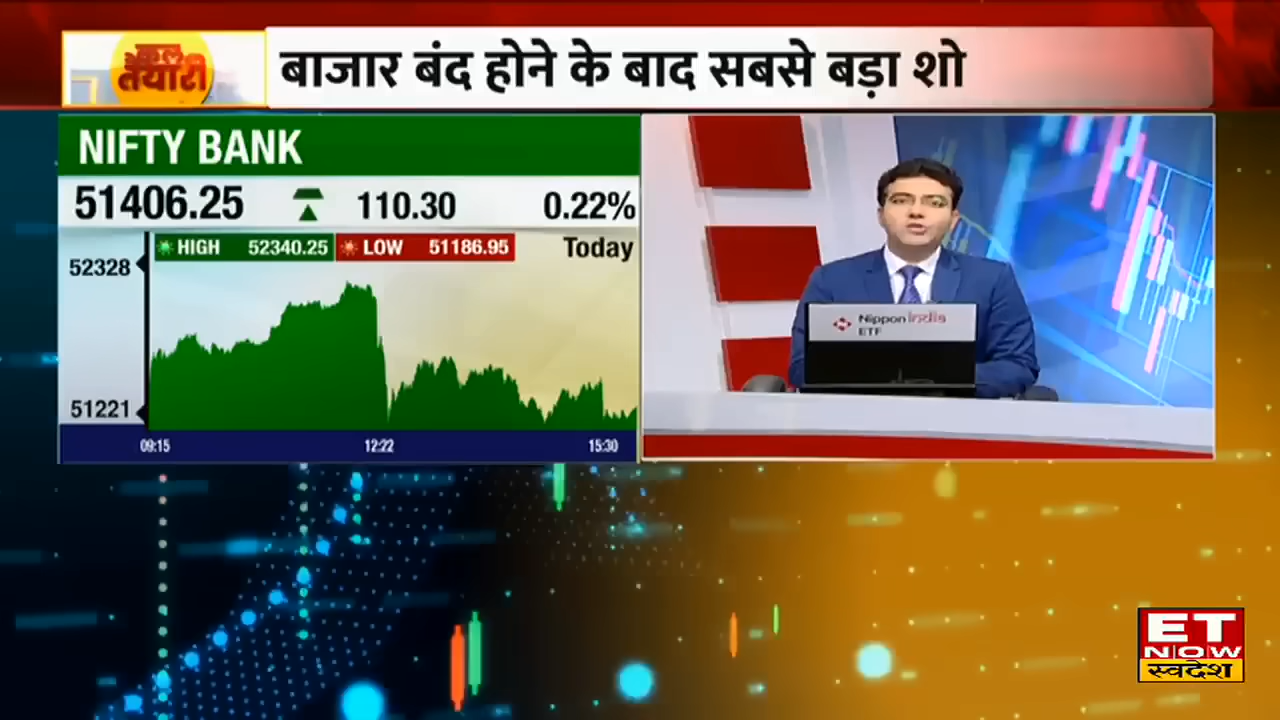 कल की तैयारी
बाजार बंद होने के बाद सबसे बड़ा शो
NIFTY BANK
51406.25 110.30 0.22%
HIGH 52340.25 LOW 51186.95 Today
52328
51221
09:15 12:22 15:30
Nippon india
ETF
ET
NOW
स्वदेश